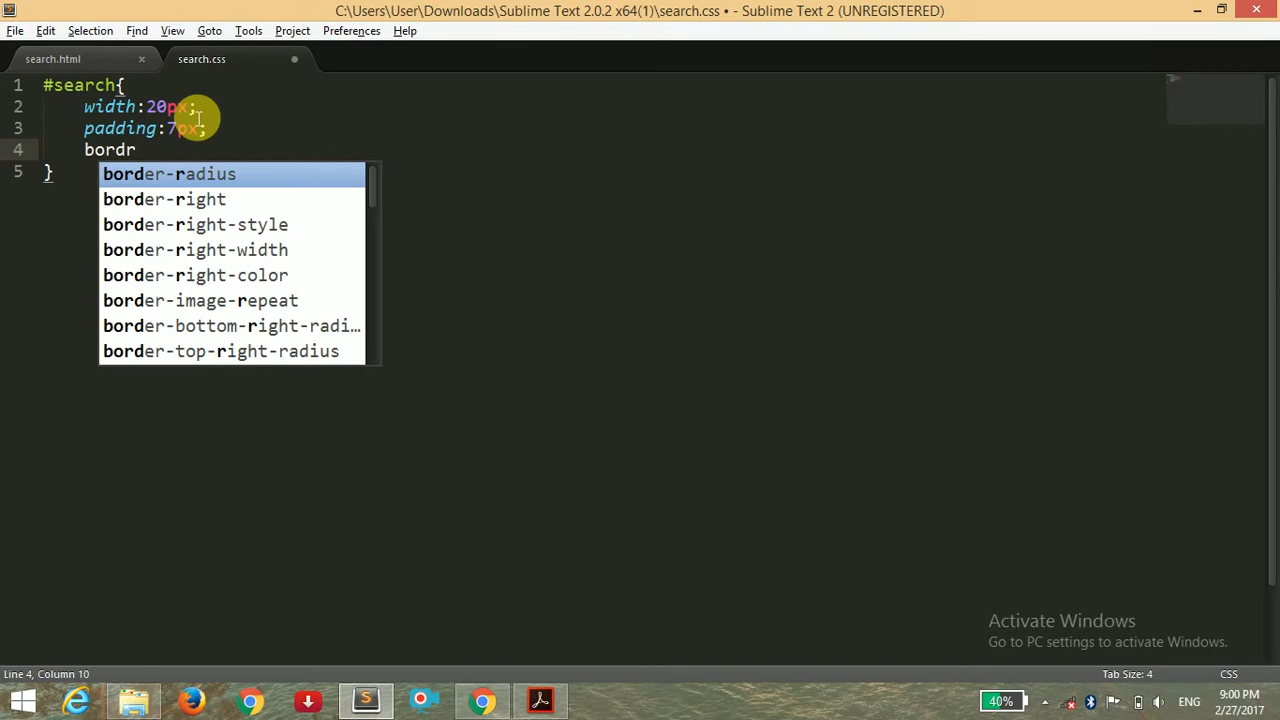 C:\Users\User\Downloads\Sublime Text 2.0.2 x64(1)\search.css • - Sublime Text 2 (UNREGISTERED)
File Edit Selection Find View Goto Tools Project Preferences Help
search.html search.css
1 #search{
2 width:20px;
3 padding:7px;
4 bordr
5 }
border-radius
border-right
border-right-style
border-right-width
border-right-color
border-image-repeat
border-bottom-right-radi…
border-top-right-radius
Activate Windows
Go to PC settings to activate Windows.
Line 4, Column 10 Tab Size: 4 CSS
40% ENG 9:00 PM
2/27/2017